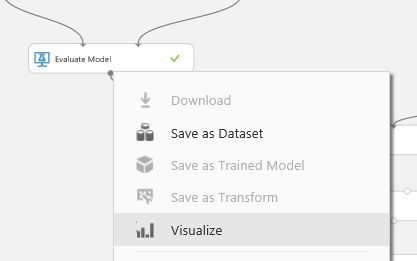 Evaluate Model
Download
Save as Dataset
Save as Trained Model
Save as Transform
Visualize